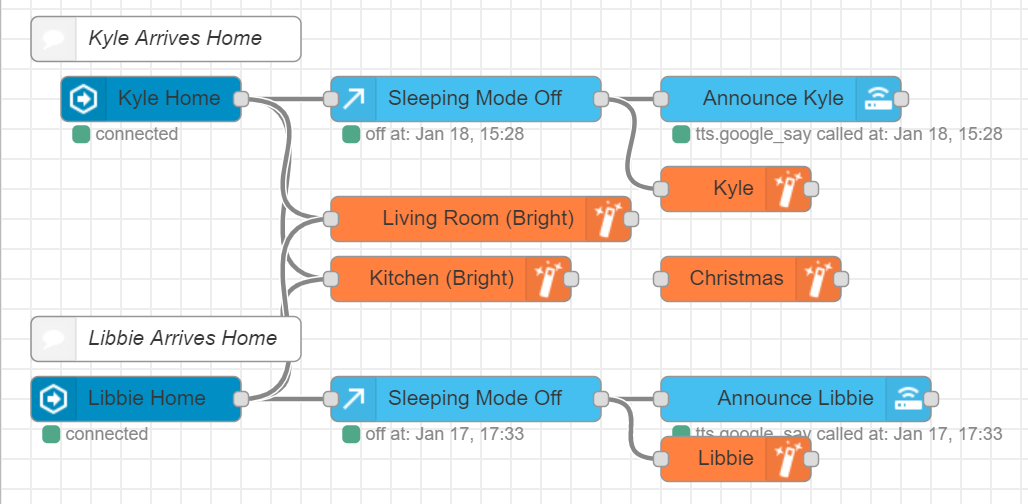 Kyle Arrives Home
Kyle Home
Sleeping Mode Off
Announce Kyle
connected
off at: Jan 18, 15:28
tts.google_say called at: Jan 18, 15:28
Kyle
Living Room (Bright)
Kitchen (Bright)
Christmas
Libbie Arrives Home
Libbie Home
Sleeping Mode Off
Announce Libbie
connected
off at: Jan 17, 17:33
tts.google_say called at: Jan 17, 17:33
Libbie